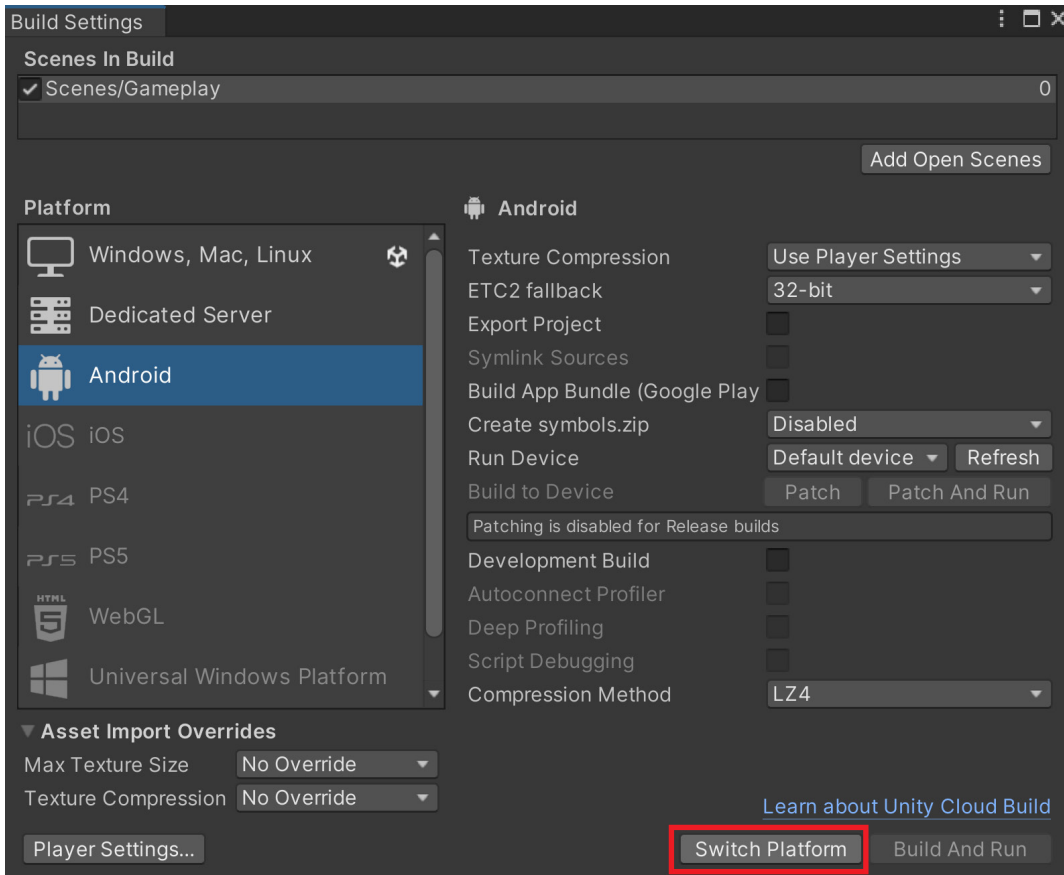 Build Settings
Scenes In Build
Scenes/Gameplay 0
Add Open Scenes
Platform
Windows, Mac, Linux
Dedicated Server
Android
iOS iOS
PS4 PS4
PS5 PS5
HTML
5 WebGL
Universal Windows Platform
Android
Texture Compression Use Player Settings
ETC2 fallback 32-bit
Export Project
Symlink Sources
Build App Bundle (Google Play
Create symbols.zip Disabled
Run Device Default device Refresh
Build to Device Patch Patch And Run
Patching is disabled for Release builds
Development Build
Autoconnect Profiler
Deep Profiling
Script Debugging
Compression Method LZ4
Asset Import Overrides
Max Texture Size No Override
Texture Compression No Override
Learn about Unity Cloud Build
Player Settings... Switch Platform Build And Run